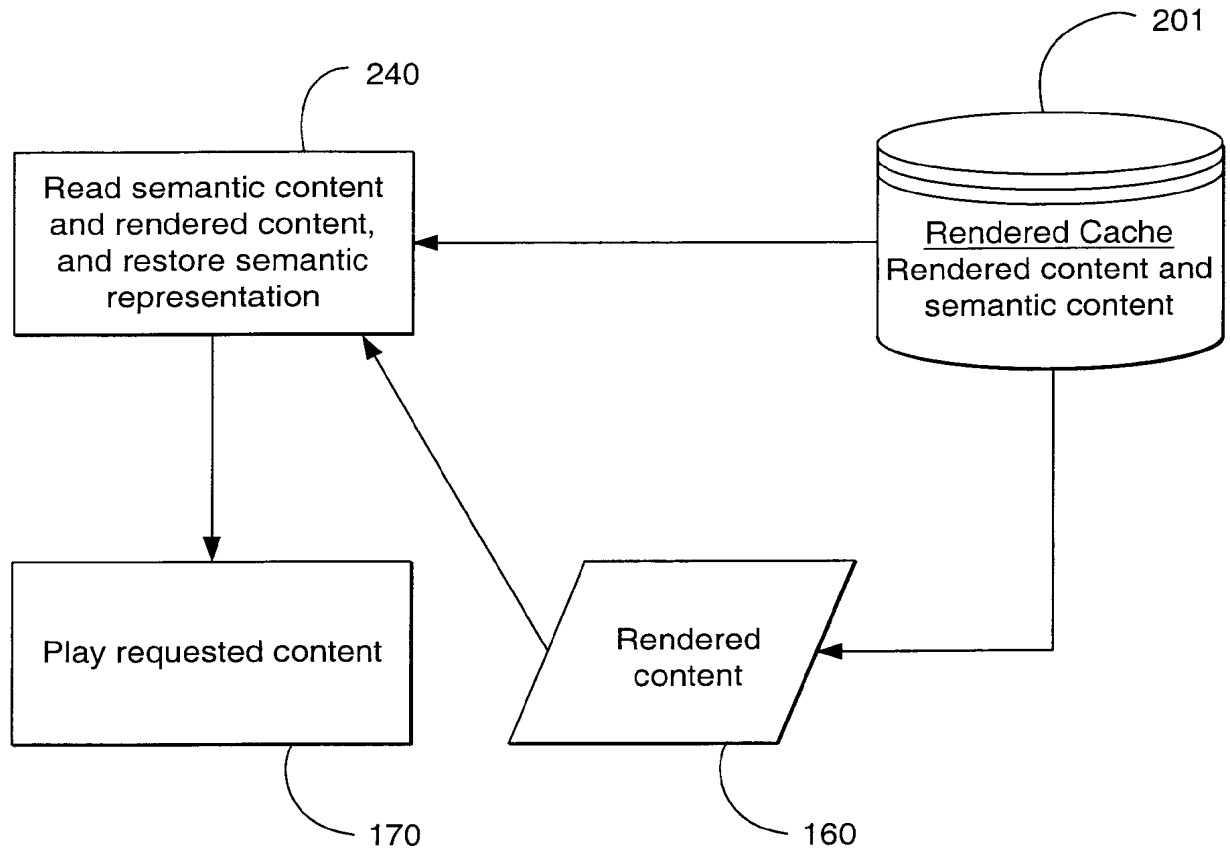 201
240
Read semantic content
and rendered content,
and restore semantic
representation
Rendered Cache
Rendered content and
semantic content
Play requested content
Rendered
content
170
160